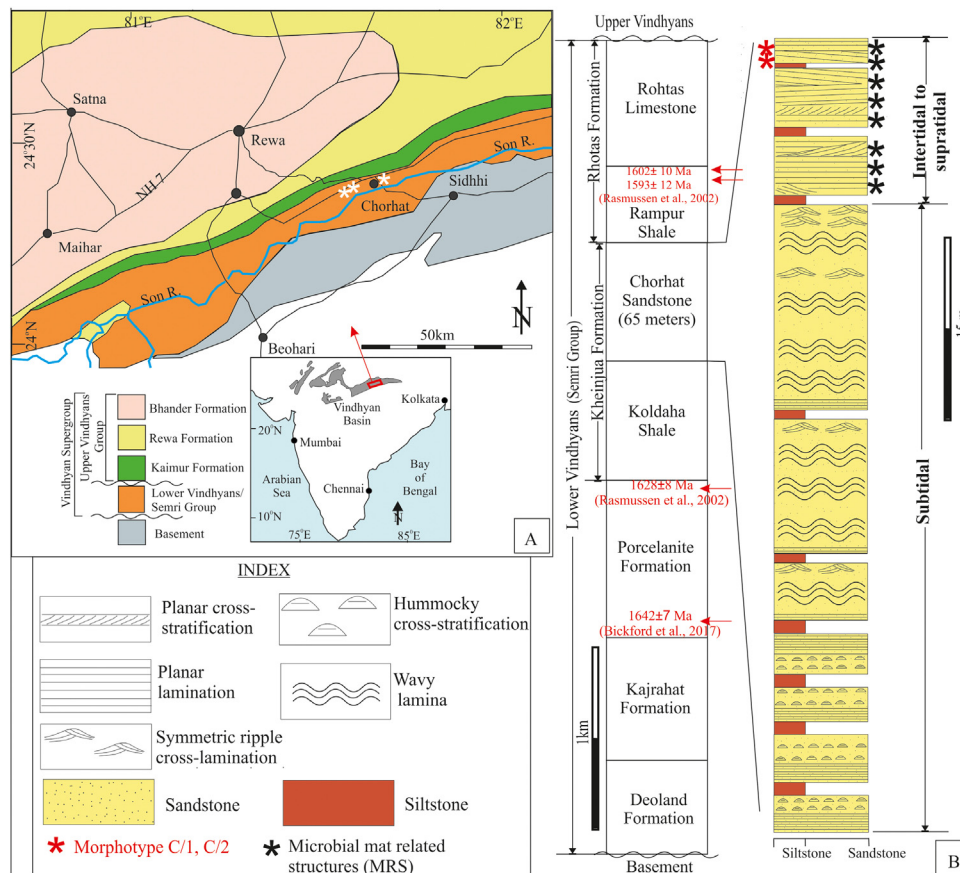 81°E
82°E
24°30'N
24°N
Satna
Rewa
NH 7
Maihar
Son R.
Chorhat
Sidhhi
Son R.
Beohari
50km
N
Vindhyan Supergroup
Upper Vindhyans/
Group
Bhander Formation
Rewa Formation
Kaimur Formation
Lower Vindhyans/
Semri Group
Basement
Vindhyan
Basin
Kolkata
20°N
Mumbai
Arabian
Sea
Bay of
Bengal
Chennai
10°N
N
75°E
85°E
A
INDEX
Planar cross-
stratification
Hummocky
cross-stratification
Planar
lamination
Wavy
lamina
Symmetric ripple
cross-lamination
Sandstone
Siltstone
* Morphotype C/1, C/2
* Microbial mat related
structures (MRS)
Upper Vindhyans
Lower Vindhyans (Semri Group)
Rhotas Formation
Rohtas
Limestone
1602± 10 Ma
1593± 12 Ma
(Rasmussen et al., 2002)
Rampur
Shale
Kheinjua Formation
Chorhat
Sandstone
(65 meters)
Koldaha
Shale
1628±8 Ma
(Rasmussen et al., 2002)
Porcelanite
Formation
1642±7 Ma
(Bickford et al., 2017)
Kajrahat
Formation
Deoland
Formation
1km
Basement
Intertidal to
supratidal
Subtidal
Siltstone
Sandstone
B